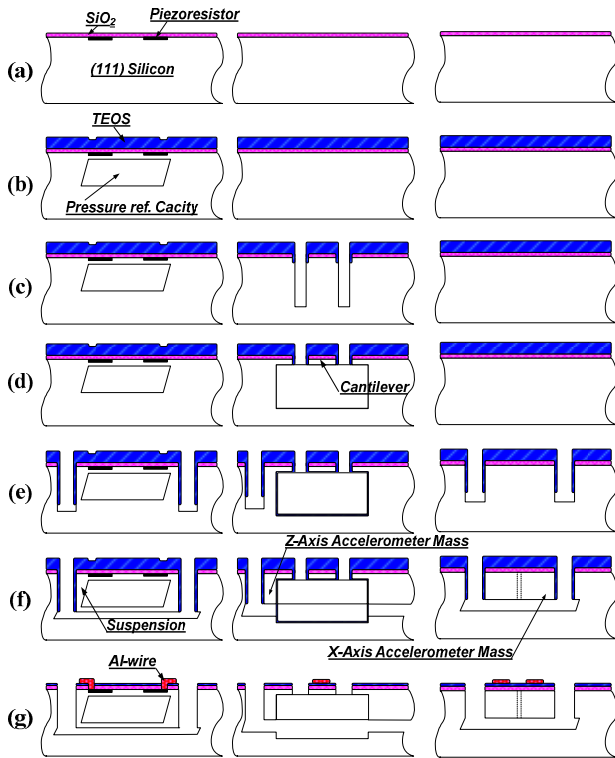 SiO2
Piezoresistor
(a)
(111) Silicon
TEOS
(b)
Pressure ref. Cacity
(c)
(d)
Cantilever
(e)
Z-Axis Accelerometer Mass
(f)
Suspension
X-Axis Accelerometer Mass
Al-wire
(g)